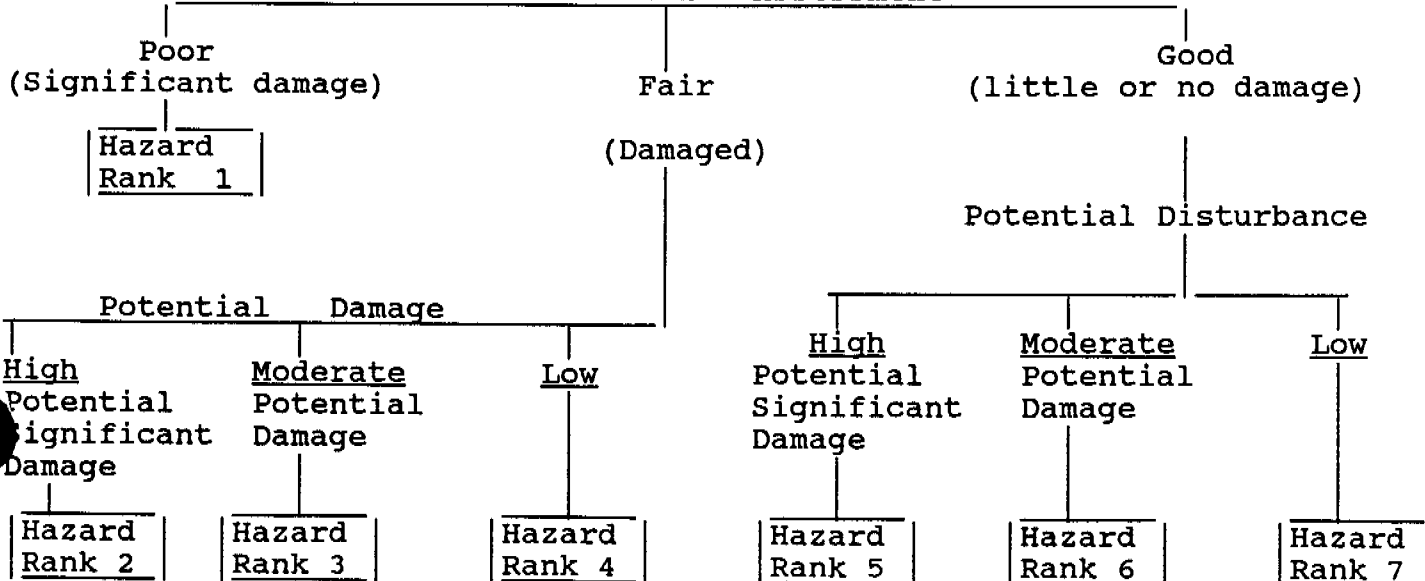 Poor
(Significant damage)
Hazard
Rank 1
Fair
(Damaged)
Good
(little or no damage)
Potential Disturbance
Potential Damage
High
Potential
Significant
Damage
Moderate
Potential
Damage
Low
High
Potential
Significant
Damage
Moderate
Potential
Damage
Low
Hazard
Rank 2
Hazard
Rank 3
Hazard
Rank 4
Hazard
Rank 5
Hazard
Rank 6
Hazard
Rank 7